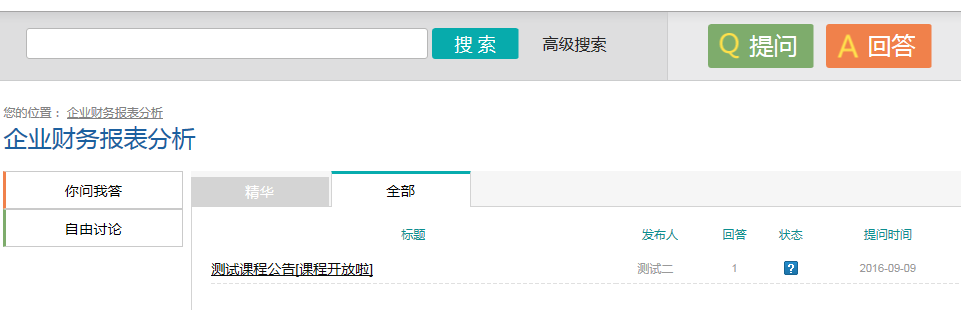 搜 索 高级搜索 Q 提问 A 回答
您的位置： 企业财务报表分析
企业财务报表分析
你问我答 精华 全部
自由讨论
标题 发布人 回答 状态 提问时间
测试课程公告[课程开放啦] 测试二 1 ? 2016-09-09